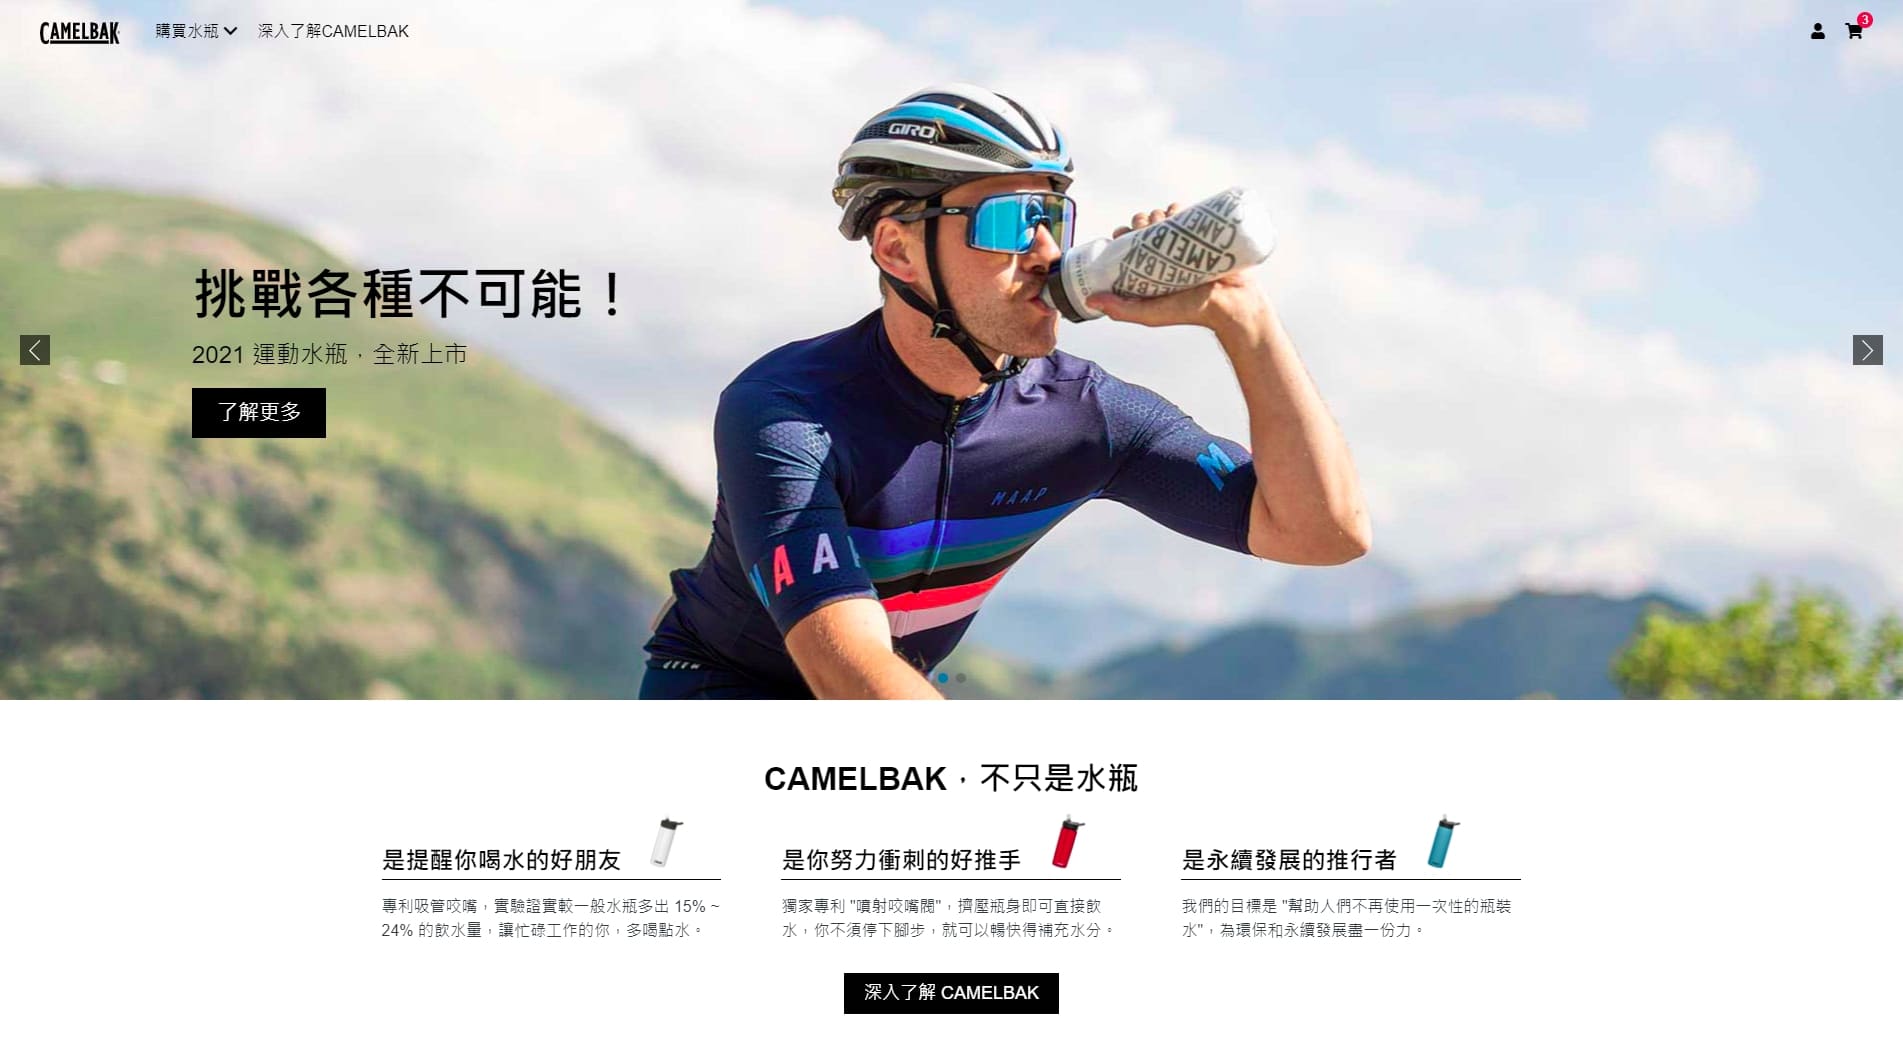 CAMELBAK
購買水瓶
深入了解CAMELBAK
3
GIRO
CAMELBAK
CAMELBAK
CAMELBAK
挑戰各種不可能！
2021 運動水瓶，全新上市
了解更多
M
MAAP
MAA
CAMELBAK，不只是水瓶
是提醒你喝水的好朋友
專利吸管咬嘴，實驗證實較一般水瓶多出 15% ~
24% 的飲水量，讓忙碌工作的你，多喝點水。
是你努力衝刺的好推手
獨家專利 "噴射咬嘴閥"，擠壓瓶身即可直接飲
水，你不須停下腳步，就可以暢快得補充水分。
是永續發展的推行者
我們的目標是 "幫助人們不再使用一次性的瓶裝
水"，為環保和永續發展盡一份力。
深入了解 CAMELBAK